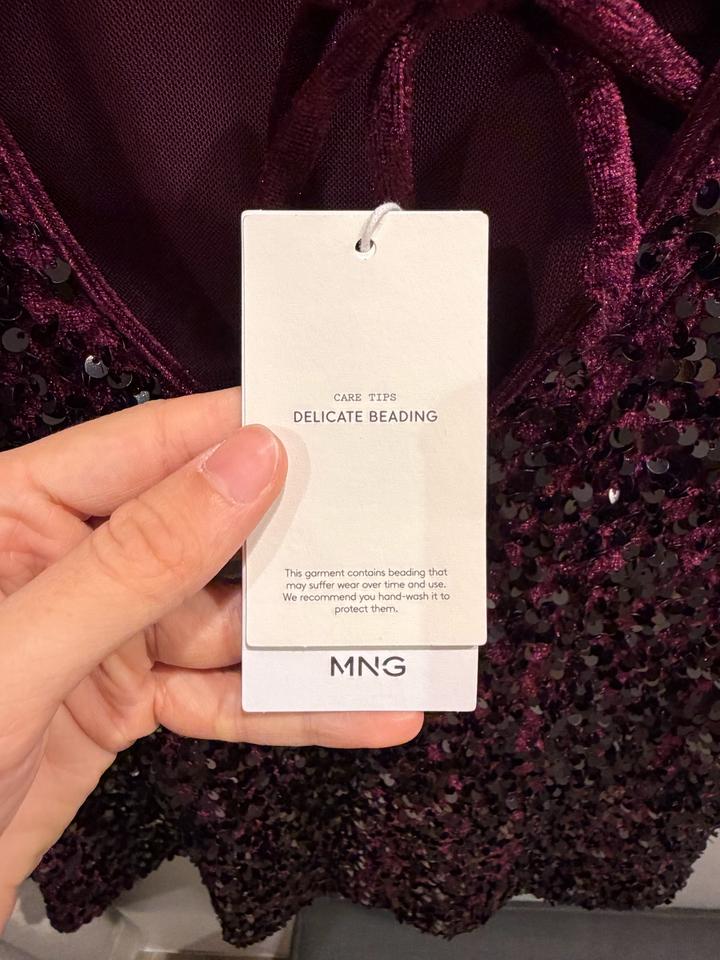 CARE TIPS
DELICATE BEADING
This garment contains beading that
may suffer wear over time and use.
We recommend you hand-wash it to
protect them.
MNG